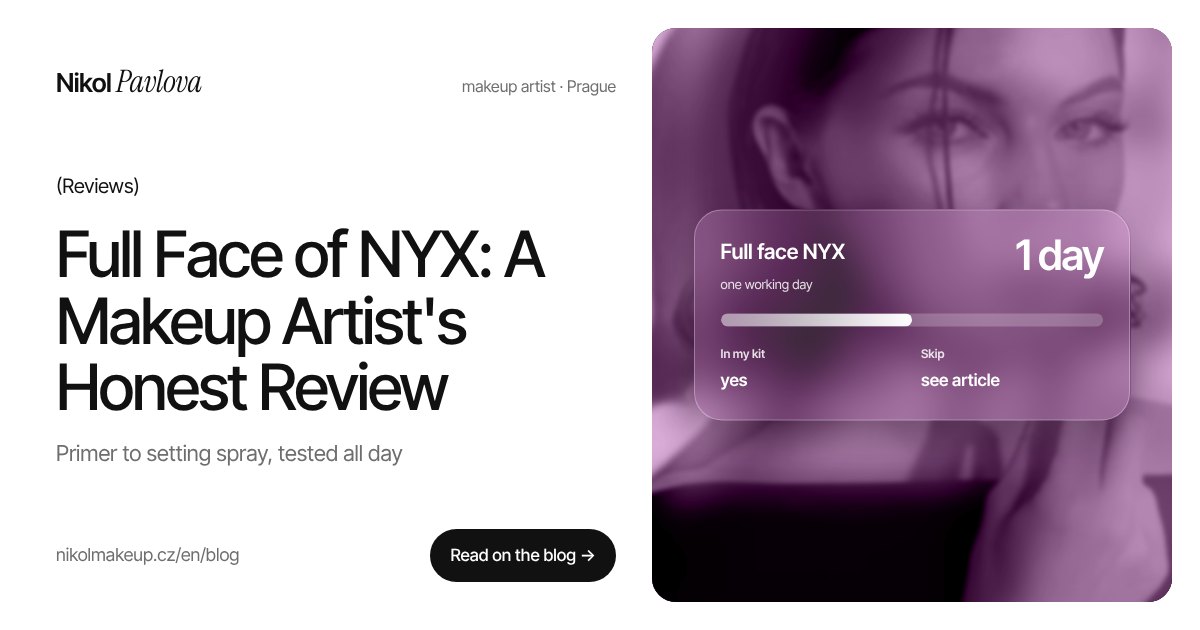 Nikol Pavlova
makeup artist · Prague
(Reviews)
Full Face of NYX: A
Makeup Artist's
Honest Review
Primer to setting spray, tested all day
nikolmakeup.cz/en/blog
Read on the blog →
Full face NYX
1 day
one working day
In my kit
Skip
yes
see article